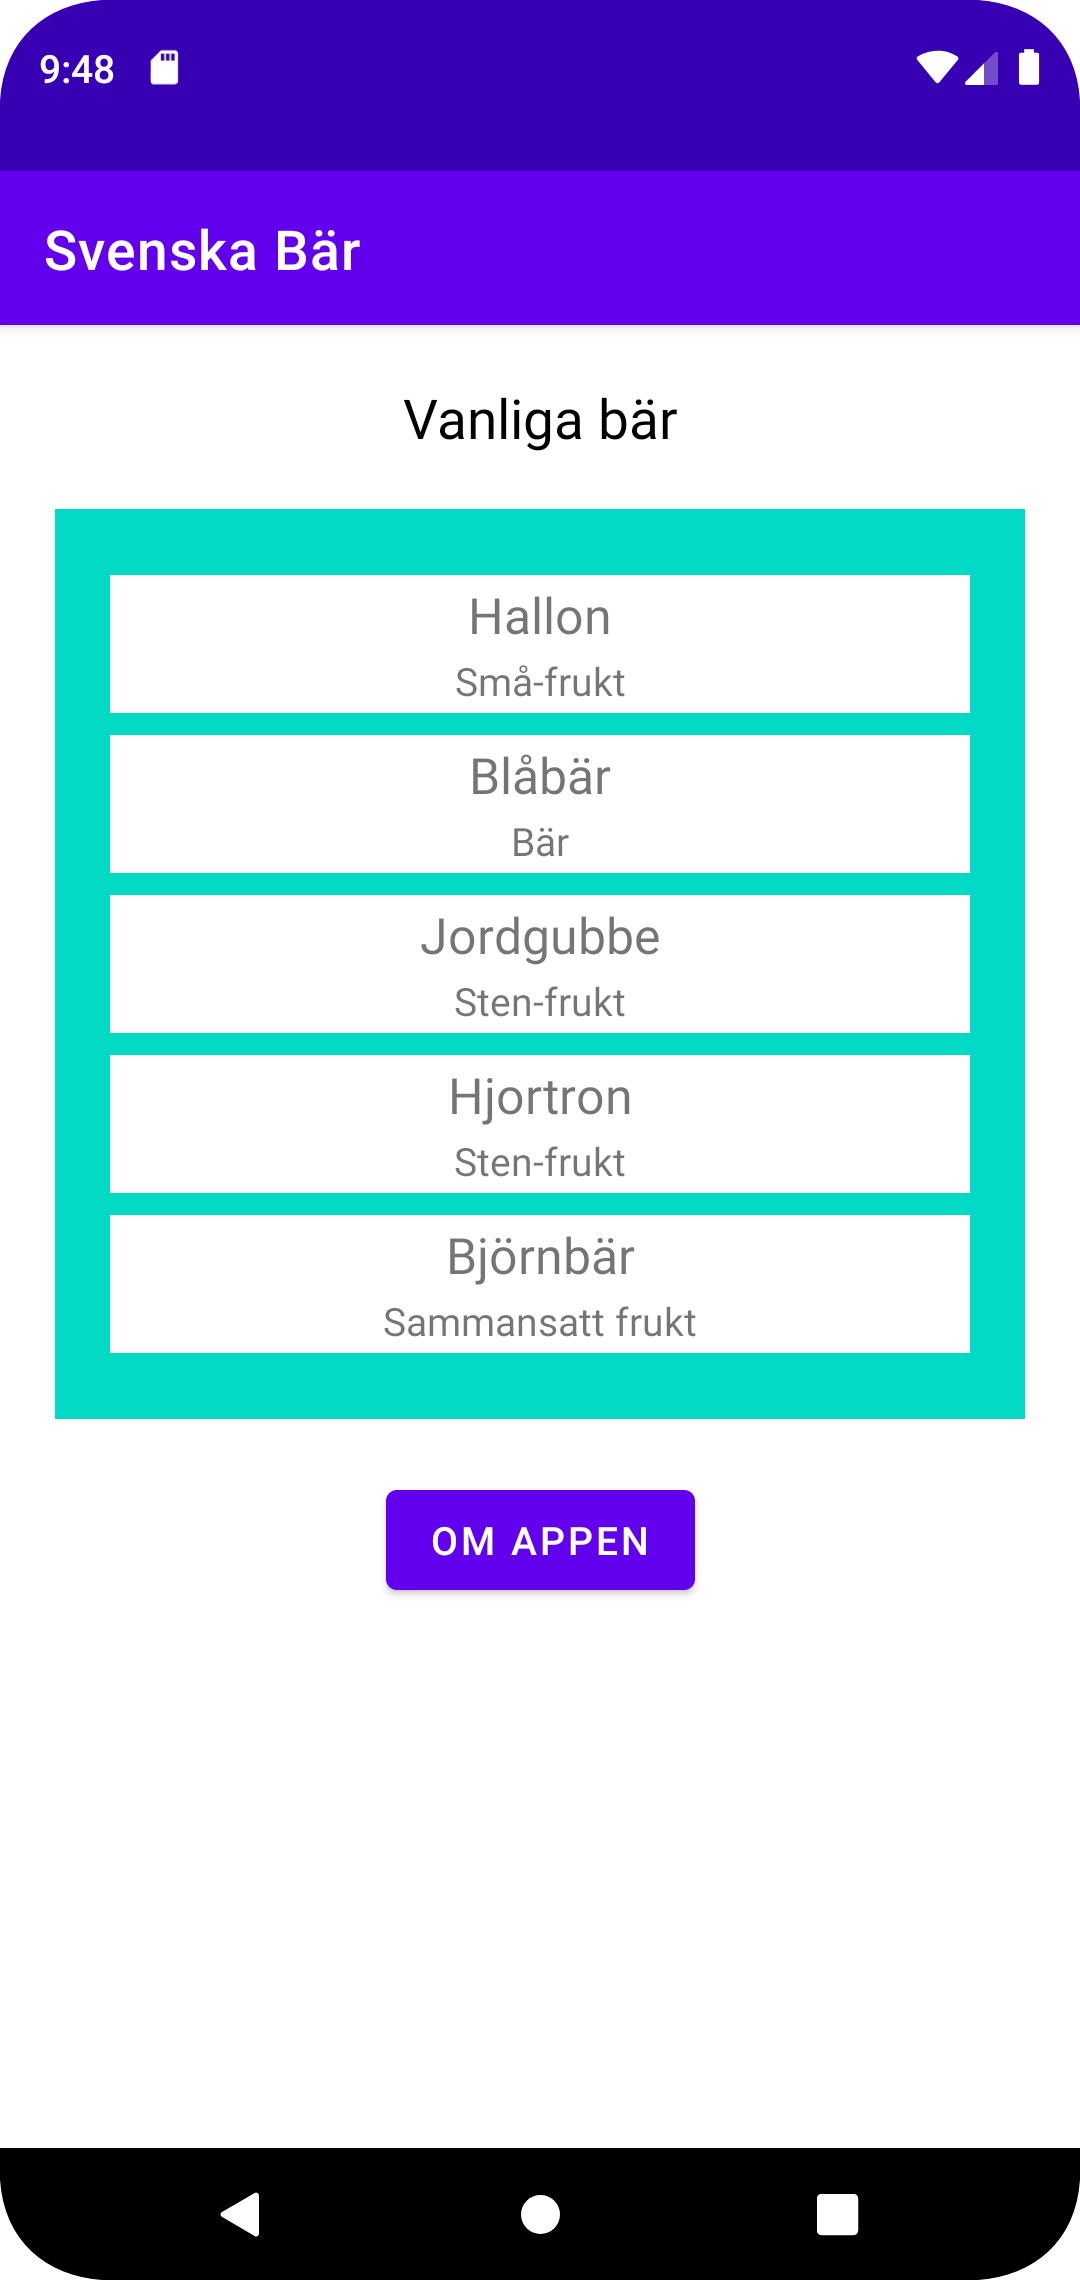 9:48
Svenska Bär
Vanliga bär
Hallon
Små-frukt
Blåbär
Bär
Jordgubbe
Sten-frukt
Hjortron
Sten-frukt
Björnbär
Sammansatt frukt
OM APPEN